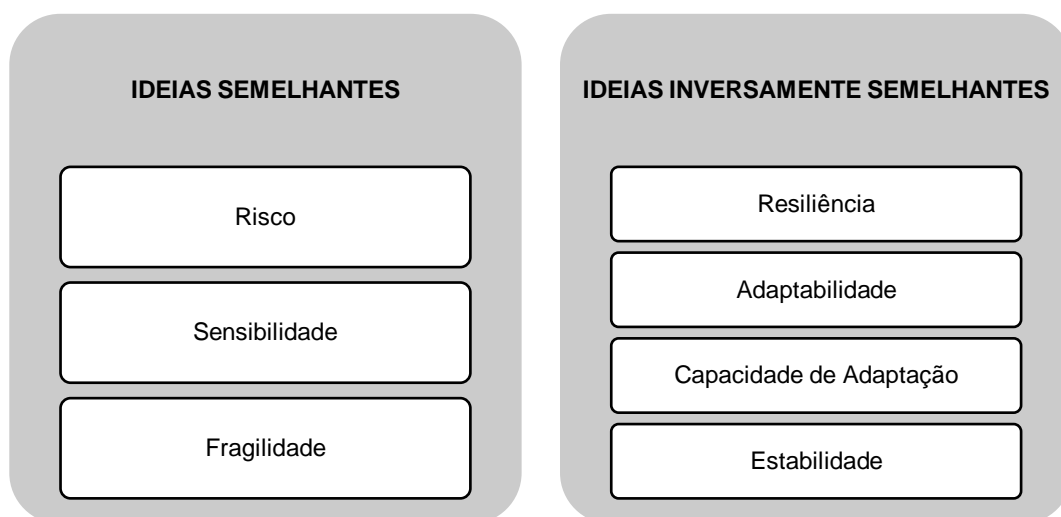 IDEIAS SEMELHANTES
Risco
Sensibilidade
Fragilidade
IDEIAS INVERSAMENTE SEMELHANTES
Resiliência
Adaptabilidade
Capacidade de Adaptação
Estabilidade